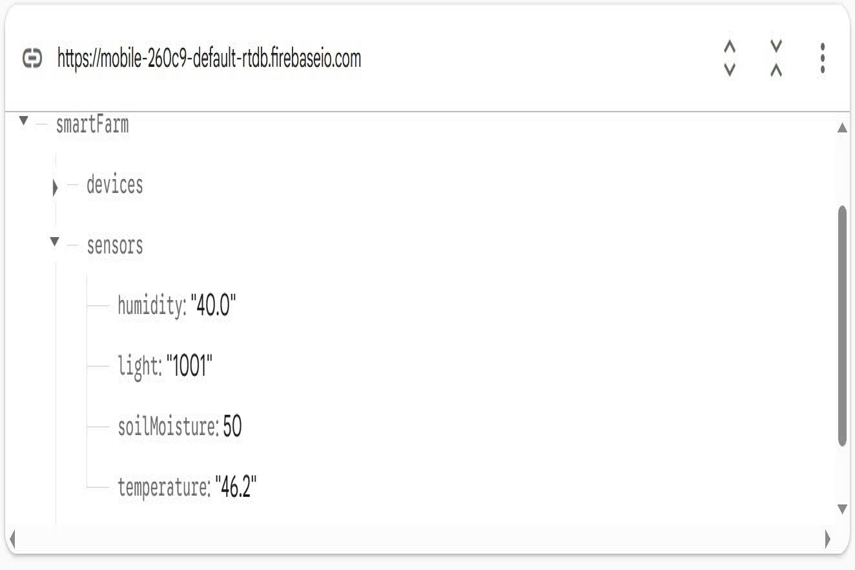 https://mobile-260c9-default-rtdb.firebaseio.com
smartFarm
devices
sensors
humidity: "40.0"
light: "1001"
soilMoisture: 50
temperature: "46.2"